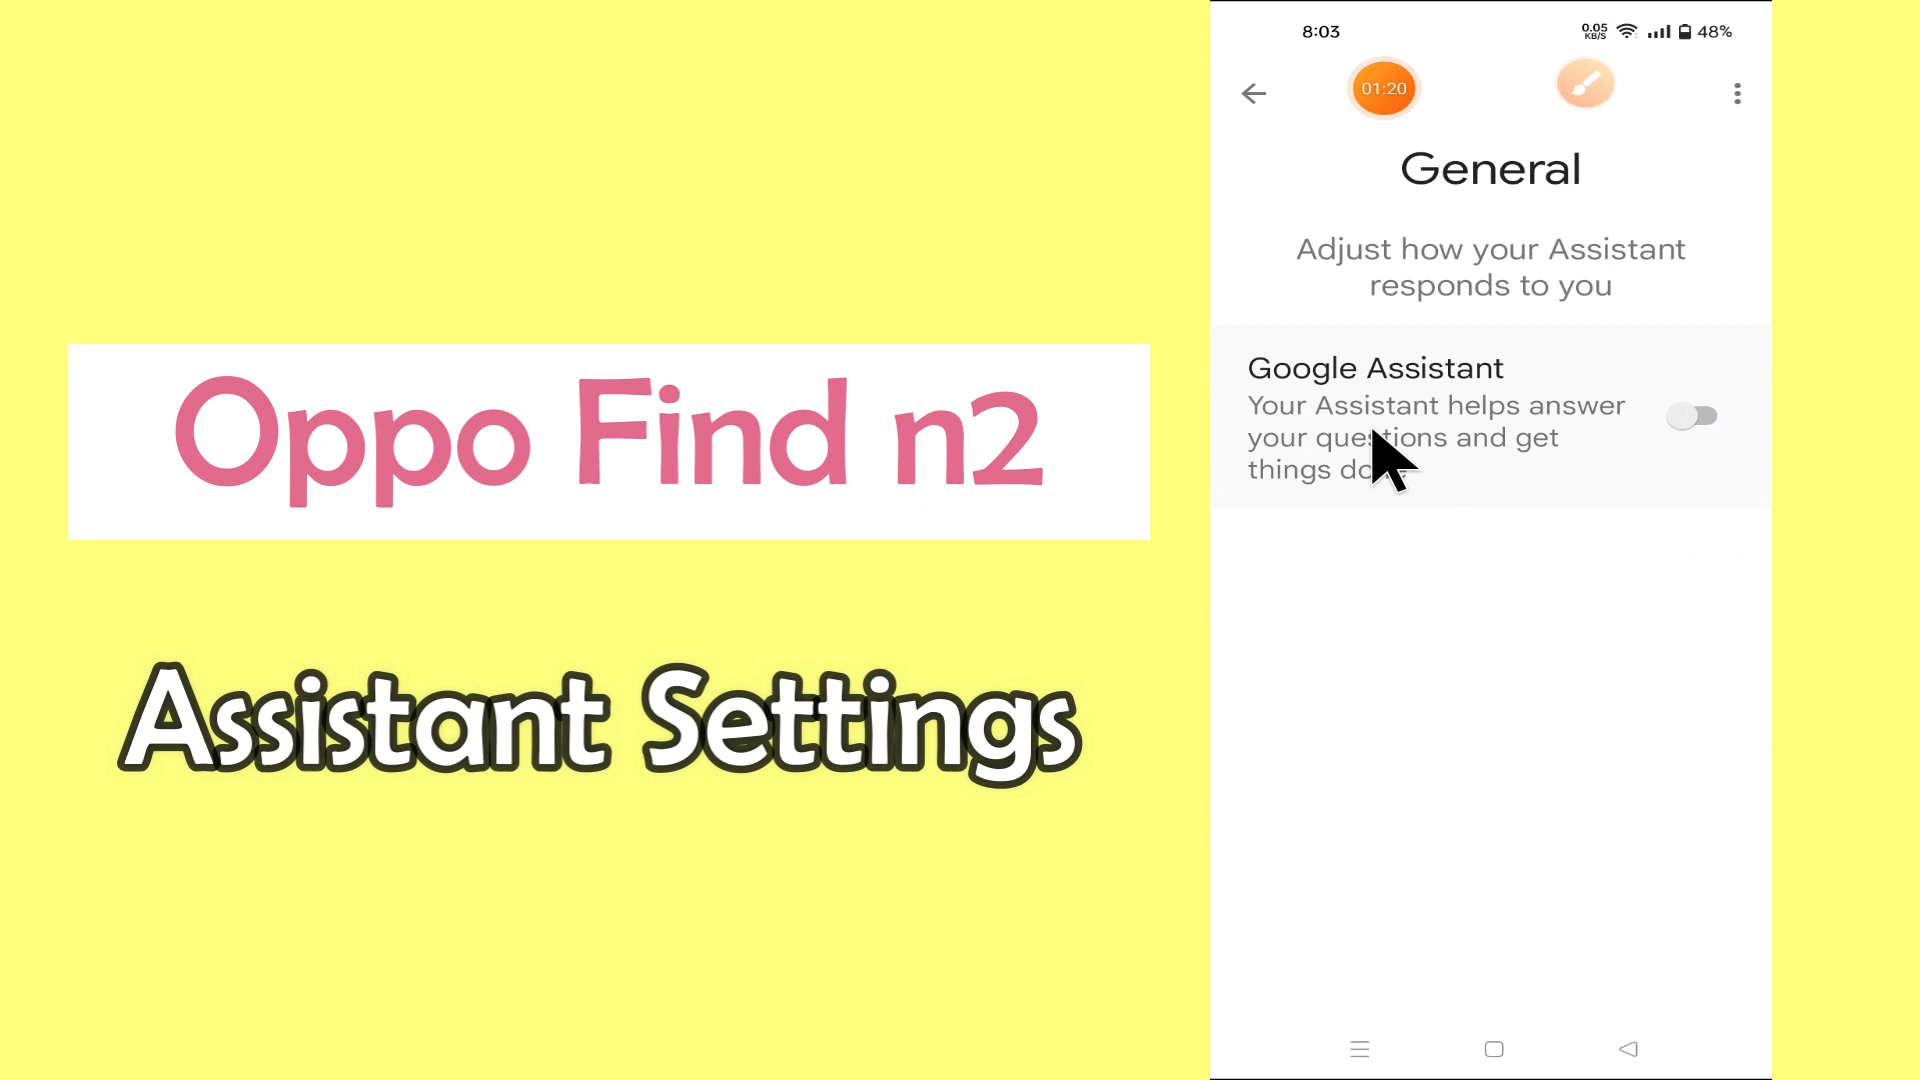 Oppo Find n2
Assistant Settings
8:03
0.05
KB/S
48%
01:20
General
Adjust how your Assistant
responds to you
Google Assistant
Your Assistant helps answer
your questions and get
things